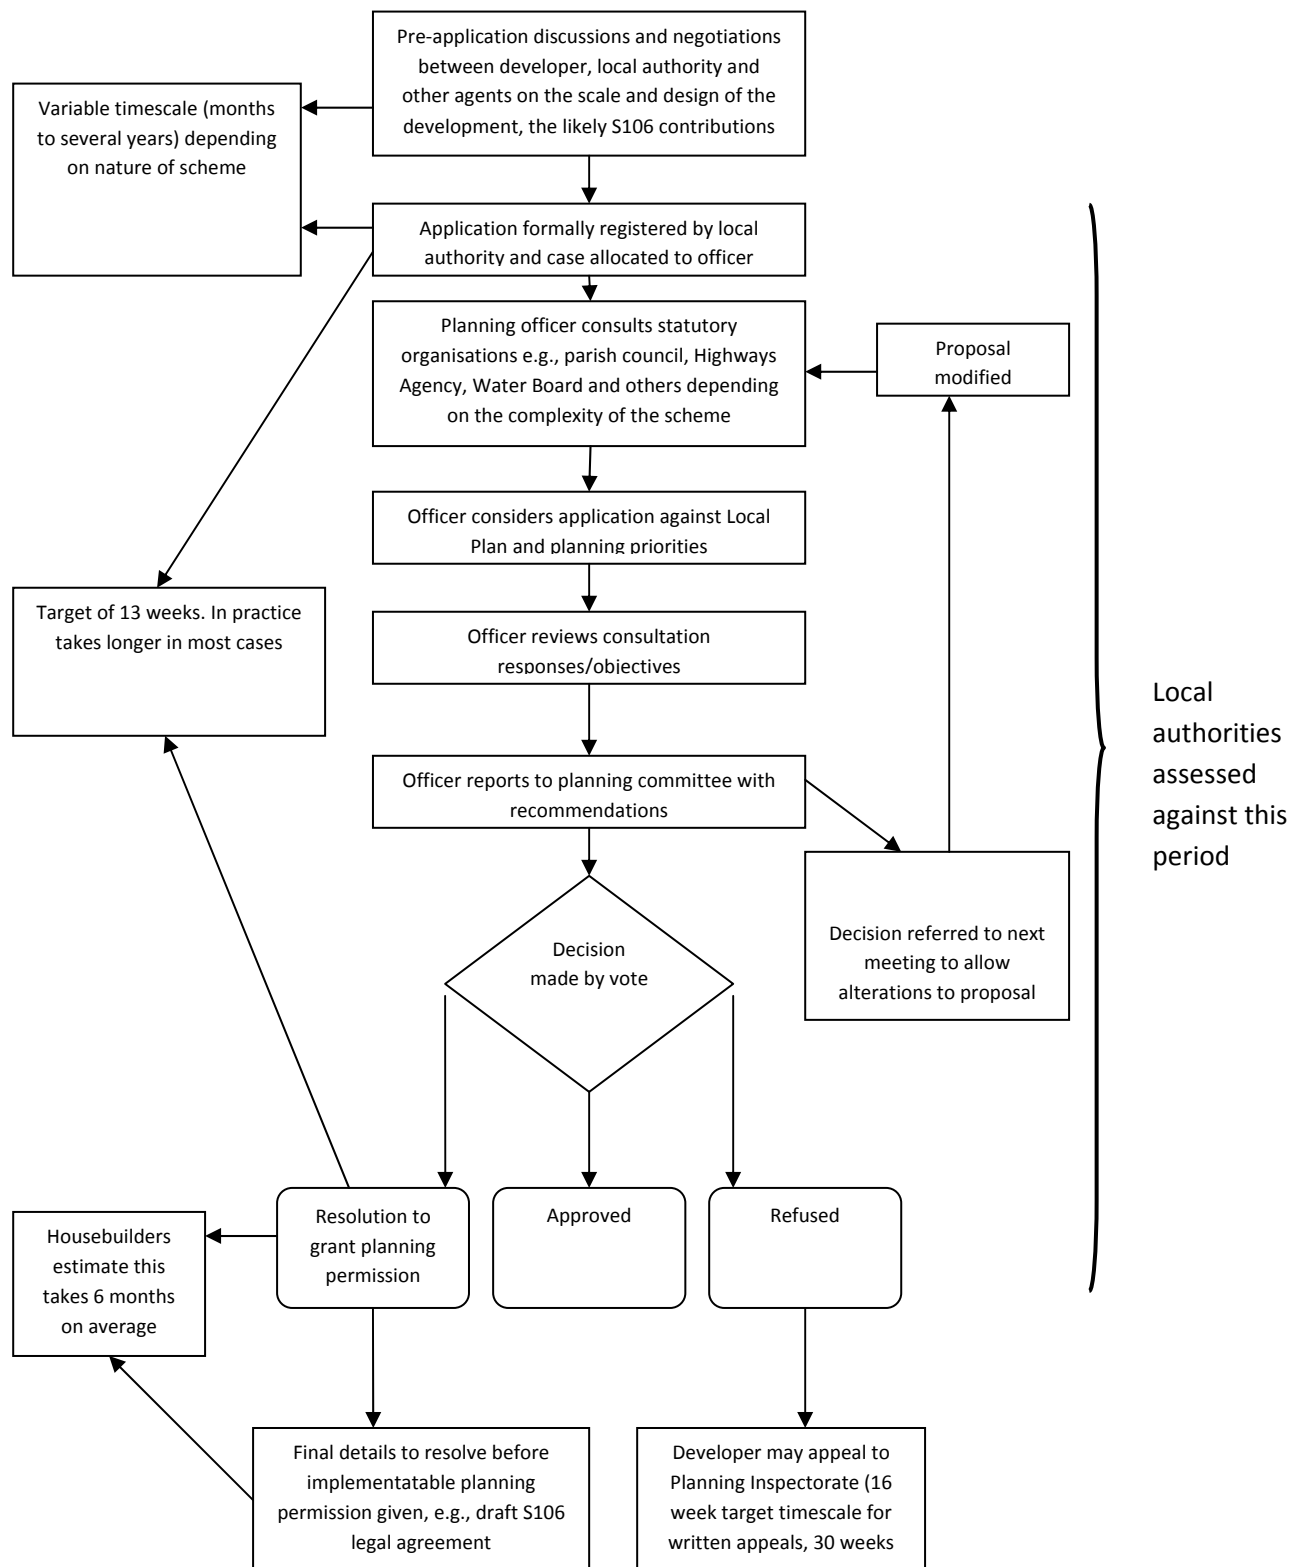 Pre-application discussions and negotiations
between developer, local authority and
other agents on the scale and design of the
development, the likely S106 contributions
Variable timescale (months
to several years) depending
on nature of scheme
Application formally registered by local
authority and case allocated to officer
Planning officer consults statutory
organisations e.g., parish council, Highways
Agency, Water Board and others depending
on the complexity of the scheme
Proposal
modified
Officer considers application against Local
Plan and planning priorities
Target of 13 weeks. In practice
takes longer in most cases
Officer reviews consultation
responses/objectives
Local
authorities
assessed
against this
period
Officer reports to planning committee with
recommendations
Decision referred to next
meeting to allow
alterations to proposal
Decision
made by vote
Resolution to
grant planning
permission
Approved
Refused
Housebuilders
estimate this
takes 6 months
on average
Final details to resolve before
implementatable planning
permission given, e.g., draft S106
legal agreement
Developer may appeal to
Planning Inspectorate (16
week target timescale for
written appeals, 30 weeks